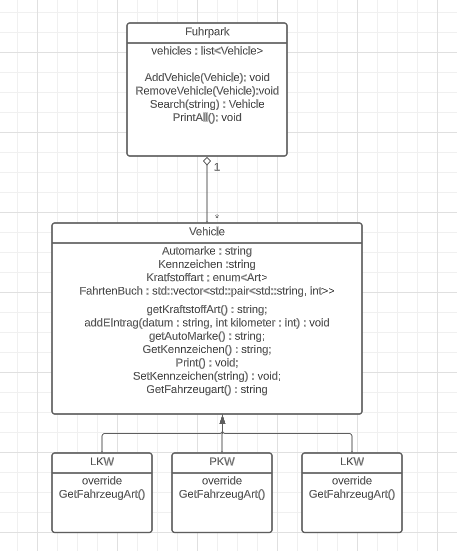 Fuhrpark
vehicles : list<Vehicle>
AddVehicle(Vehicle): void
RemoveVehicle(Vehicle):void
Search(string) : Vehicle
PrintAll(): void
1
*
Vehicle
Automarke : string
Kennzeichen :string
Kratfstoffart : enum<Art>
FahrtenBuch : std::vector<std::pair<std::string, int>>
getKraftstoffArt() : string;
addEIntrag(datum : string, int kilometer : int) : void
getAutoMarke() : string;
GetKennzeichen() : string;
Print() : void;
SetKennzeichen(string) : void;
GetFahrzeugart() : string
LKW
override
GetFahrzeugArt()
PKW
override
GetFahrzeugArt()
LKW
override
GetFahrzeugArt()